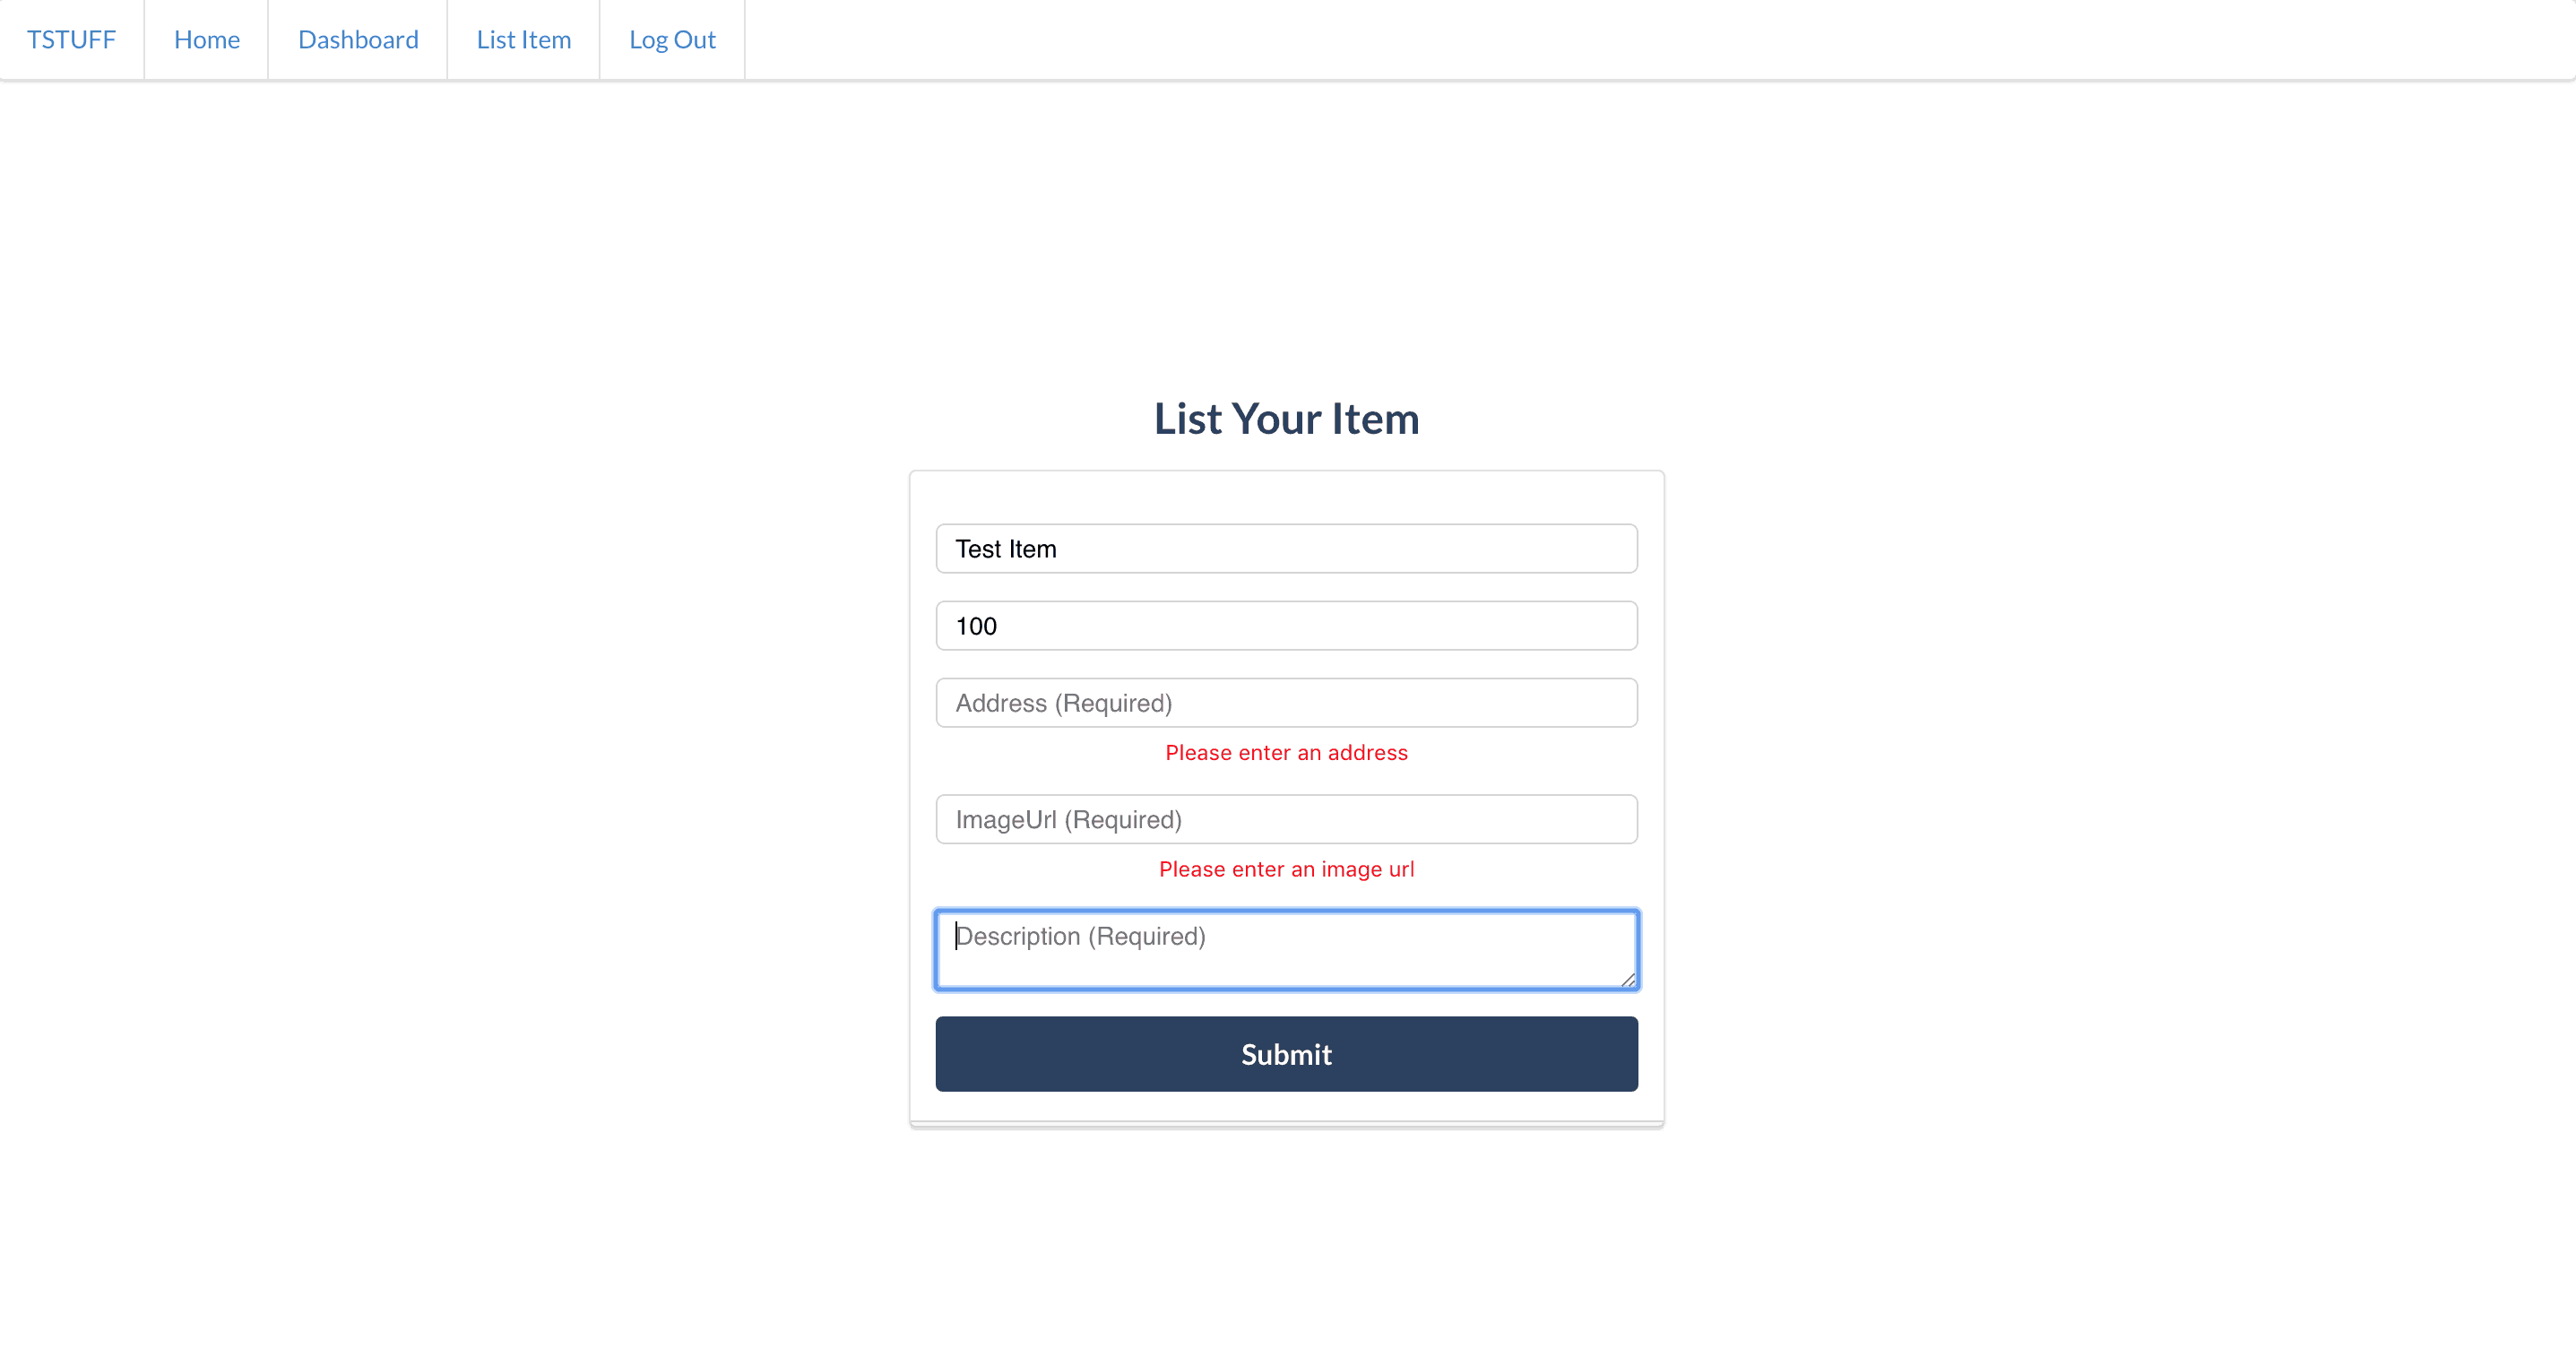 TSTUFF Home Dashboard List Item Log Out
List Your Item
Test Item
100
Address (Required)
Please enter an address
ImageUrl (Required)
Please enter an image url
Description (Required)
Submit